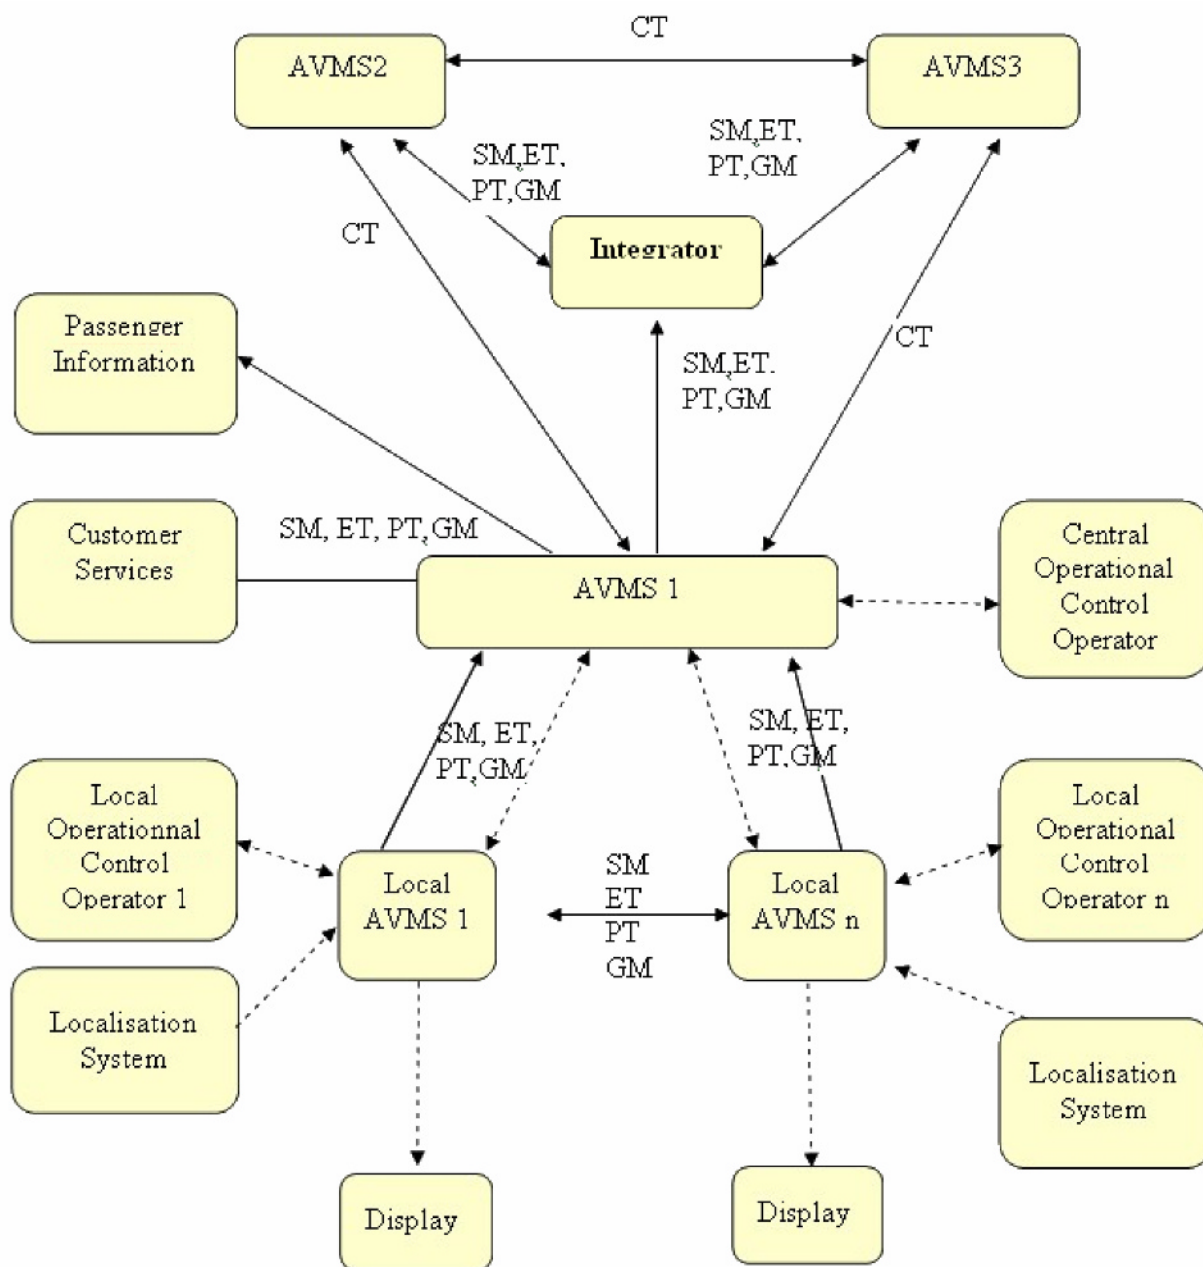 CT
AVMS2
AVMS3
SM,ET,
PT,GM
SM,ET,
PT,GM
CT
Integrator
Passenger
Information
SM,ET,
PT,GM
CT
Customer
Services
SM, ET, PT,GM
AVMS 1
Central
Operational
Control
Operator
SM, ET,
PT,GM
SM, ET,
PT,GM
Local
Operationnal
Control
Operator 1
Local
AVMS 1
SM
ET
PT
GM
Local
AVMS n
Local
Operational
Control
Operator n
Localisation
System
Localisation
System
Display
Display